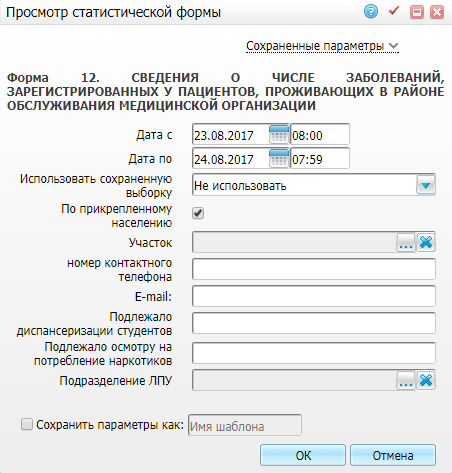 Просмотр статистической формы
Сохраненные параметры
Форма 12. СВЕДЕНИЯ О ЧИСЛЕ ЗАБОЛЕВАНИЙ,
ЗАРЕГИСТРИРОВАННЫХ У ПАЦИЕНТОВ, ПРОЖИВАЮЩИХ В РАЙОНЕ
ОБСЛУЖИВАНИЯ МЕДИЦИНСКОЙ ОРГАНИЗАЦИИ
Дата с 23.08.2017 08:00
Дата по 24.08.2017 07:59
Использовать сохраненную
выборку
Не использовать
По прикрепленному
населению
Участок ...
номер контактного
телефона
E-mail:
Подлежало
диспансеризации студентов
Подлежало осмотру на
потребление наркотиков
Подразделение ЛПУ ...
Сохранить параметры как: Имя шаблона
ОК Отмена